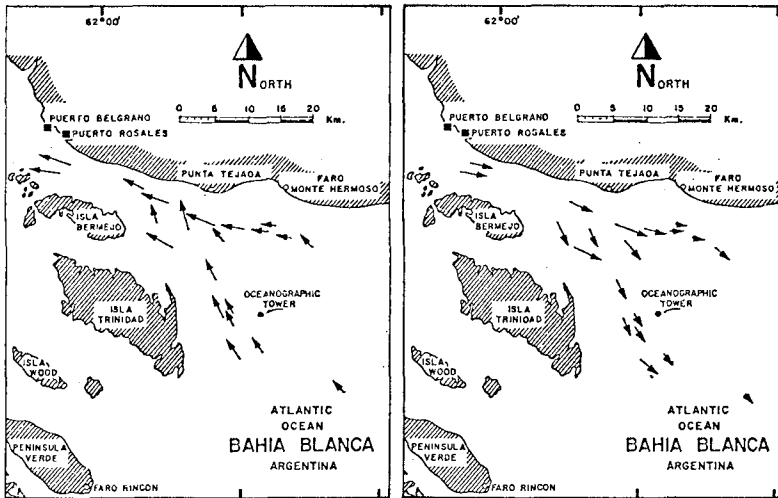 62°00'
NORTH
0 5 10 15 20
Km.
PUERTO BELGRANO
PUERTO ROSALES
PUNTA TEJADA
FARO
MONTE HERMOSO
ISLA
BERMEJO
OCEANOGRAPHIC
TOWER
ISLA
TRINIDAD
ISLA
WOOD
ATLANTIC
OCEAN
BAHIA BLANCA
ARGENTINA
PENINSULA
VERDE
FARO RINCON
62°00'
NORTH
0 5 10 15 20
Km.
PUERTO BELGRANO
PUERTO ROSALES
PUNTA TEJADA
FARO
MONTE HERMOSO
ISLA
BERMEJO
OCEANOGRAPHIC
TOWER
ISLA
TRINIDAD
ISLA
WOOD
ATLANTIC
OCEAN
BAHIA BLANCA
ARGENTINA
PENINSULA
VERDE
FARO RINCON